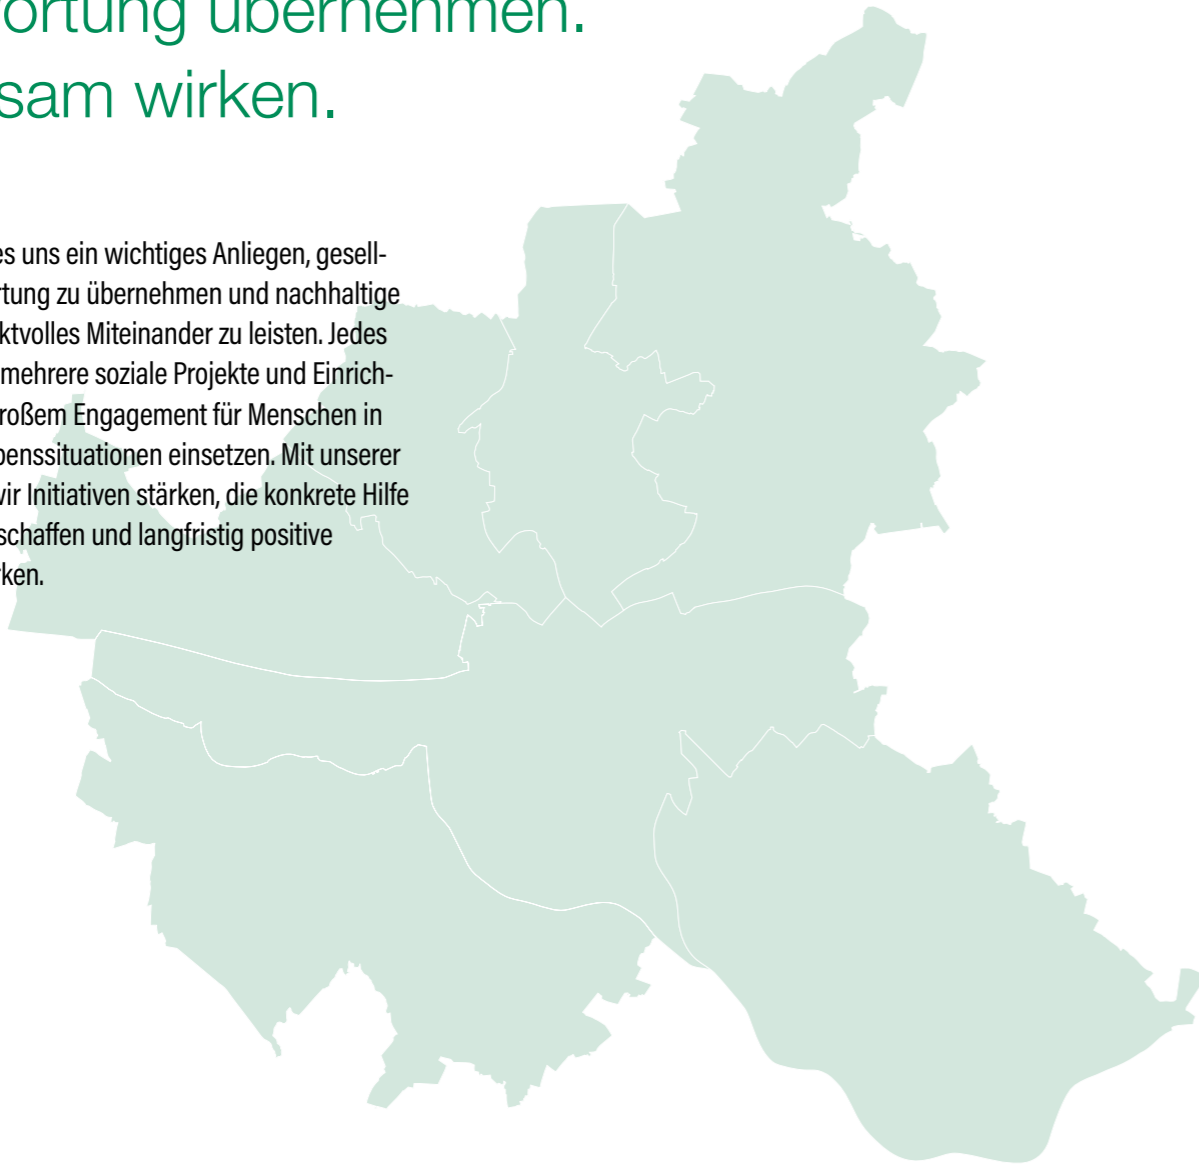 ortung übernehmen.
sam wirken.
es uns ein wichtiges Anliegen, gesell-
rtung zu übernehmen und nachhaltige
ktvolles Miteinander zu leisten. Jedes
mehrere soziale Projekte und Einrich-
roßem Engagement für Menschen in
benssituationen einsetzen. Mit unserer
wir Initiativen stärken, die konkrete Hilfe
schaffen und langfristig positive
rken.